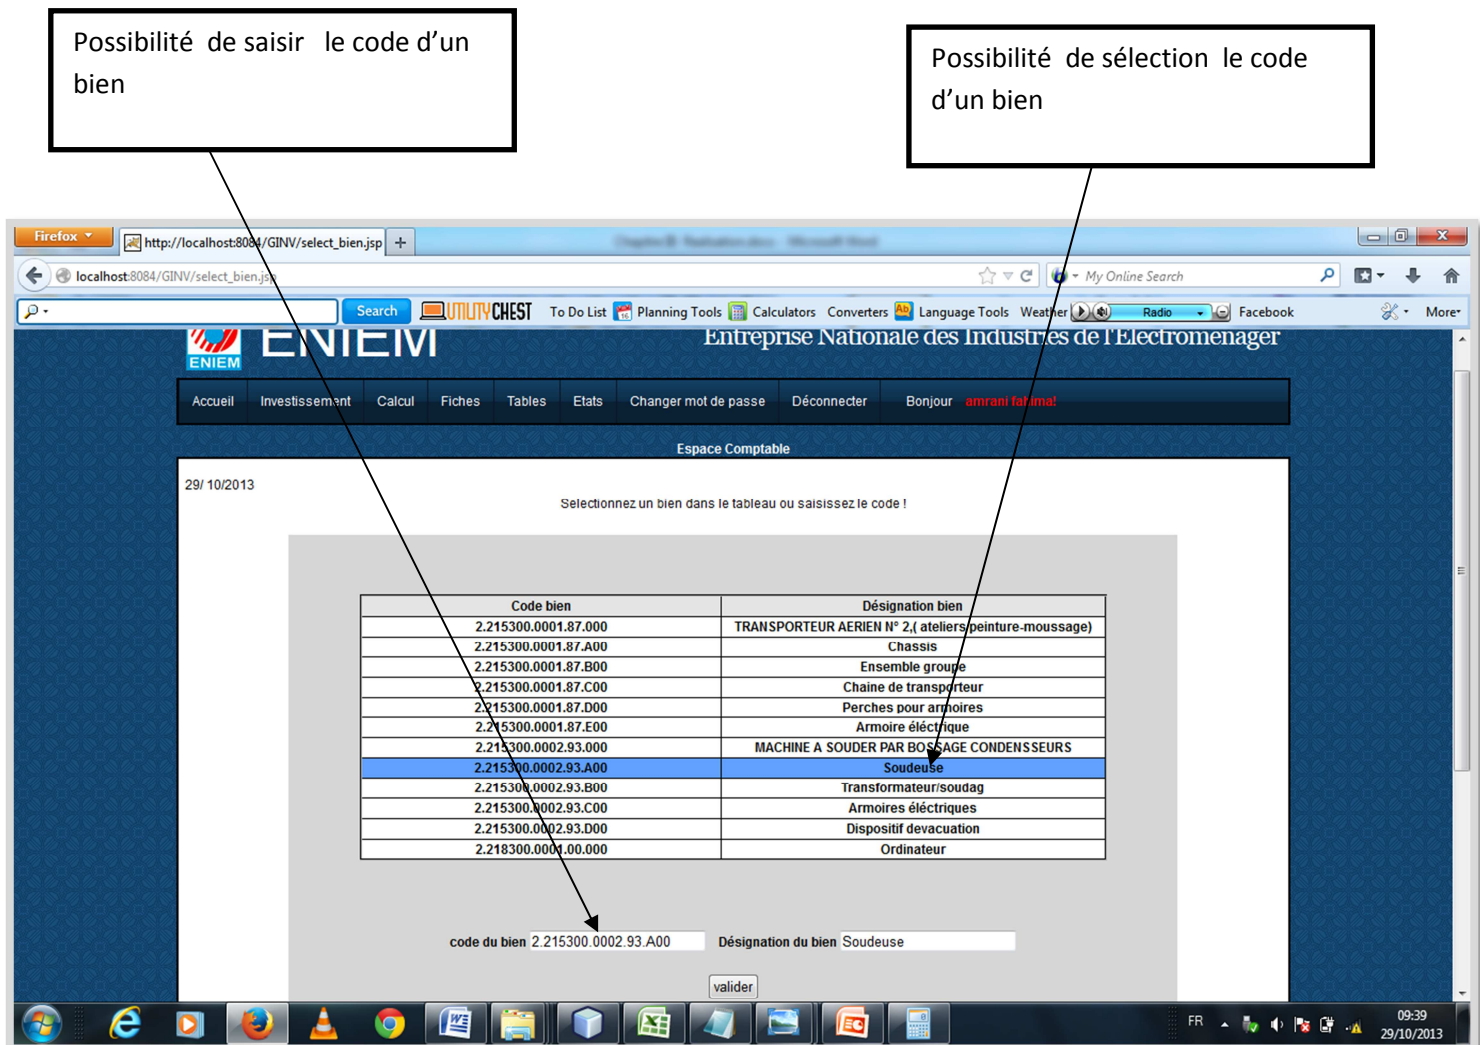 Possibilité de saisir le code d’un
bien
Possibilité de sélection le code
d’un bien
Firefox
http://localhost:8084/GINV/select_bien.jsp
localhost:8084/GINV/select_bien.jsp
My Online Search
Search
UTILITYCHEST
To Do List
Planning Tools
Calculators
Converters
Language Tools
Weather
Radio
Facebook
More
ENIEM
ENIEM
Entreprise Nationale des Industries de l'Electromenager
Accueil
Investissement
Calcul
Fiches
Tables
Etats
Changer mot de passe
Déconnecter
Bonjour amrani fahima!
Espace Comptable
29/ 10/2013
Selectionnez un bien dans le tableau ou saisissez le code !
Code bien Désignation bien
2.215300.0001.87.000 TRANSPORTEUR AERIEN N° 2,( ateliers peinture-moussage)
2.215300.0001.87.A00 Chassis
2.215300.0001.87.B00 Ensemble groupe
2.215300.0001.87.C00 Chaine de transporteur
2.215300.0001.87.D00 Perches pour armoires
2.215300.0001.87.E00 Armoire éléctrique
2.215300.0002.93.000 MACHINE A SOUDER PAR BOSSAGE CONDENSSEURS
2.215300.0002.93.A00 Soudeuse
2.215300.0002.93.B00 Transformateur/soudag
2.215300.0002.93.C00 Armoires éléctriques
2.215300.0002.93.D00 Dispositif devacuation
2.218300.0001.00.000 Ordinateur
code du bien 2.215300.0002.93.A00 Désignation du bien Soudeuse
valider
FR
09:39
29/10/2013